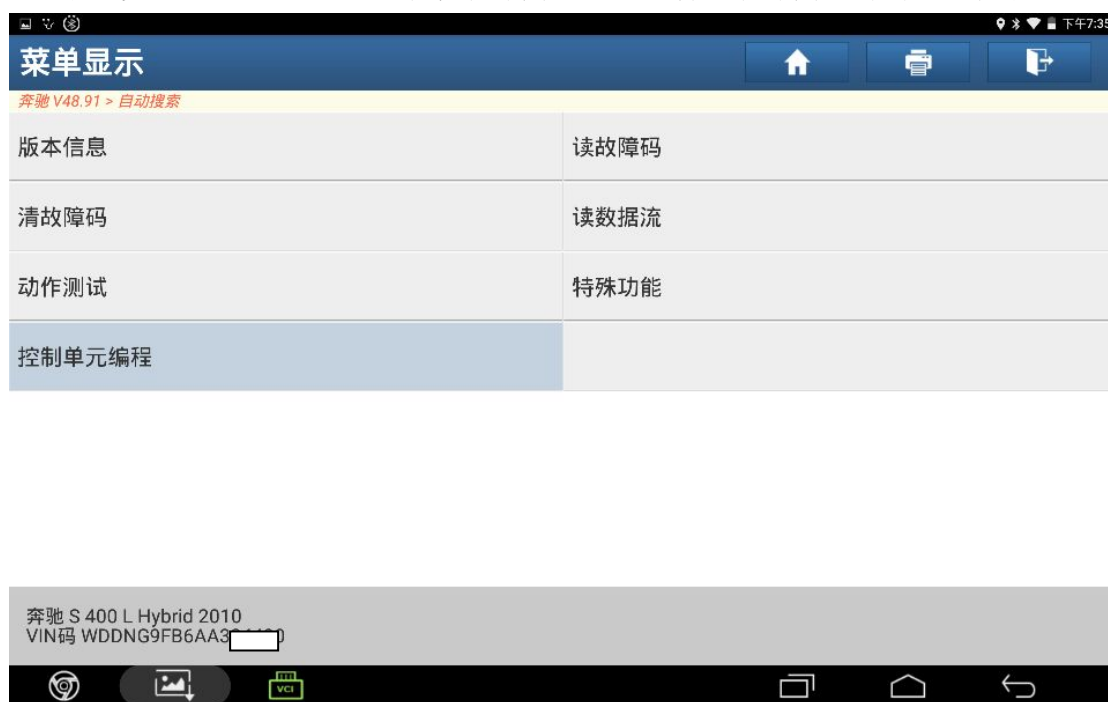 下午7:35
菜单显示
奔驰 V48.91 > 自动搜索
版本信息
读故障码
清故障码
读数据流
动作测试
特殊功能
控制单元编程
奔驰 S 400 L Hybrid 2010
VIN码 WDDNG9FB6AA3
VCI